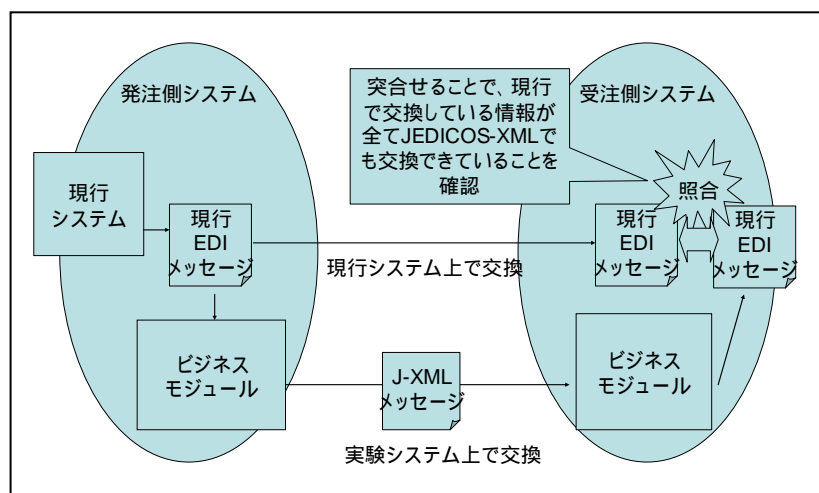 発注側システム
受注側システム
突合せることで、現行
で交換している情報が
全てJEDICOS-XMLで
も交換できていることを
確認
照合
現行
システム
現行
EDI
メッセージ
現行
EDI
メッセージ
現行
EDI
メッセージ
現行システム上で交換
ビジネス
モジュール
J-XML
メッセージ
ビジネス
モジュール
実験システム上で交換